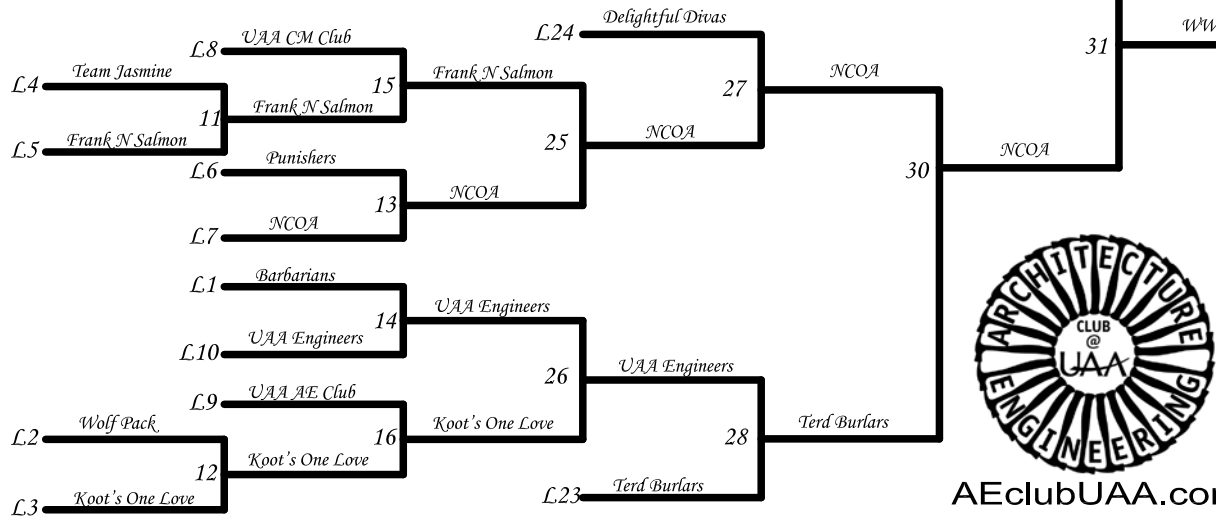 Delightful Divas
L24
WW
31
UAA CM Club
L8
Team Jasmine
L4
15
Frank N Salmon
27
NCOA
11
Frank N Salmon
Frank N Salmon
L5
25
NCOA
Punishers
L6
30
NCOA
13
NCOA
NCOA
L7
Barbarians
L1
14
UAA Engineers
UAA Engineers
L10
26
UAA Engineers
UAA AE Club
L9
Wolf Pack
L2
16
Koot's One Love
28
Terd Burlars
12
Koot's One Love
Koot's One Love
L3
Terd Burlars
L23
ARCHITECTURE
ENGINEERING
CLUB
@
UAA
AEclubUAA.co